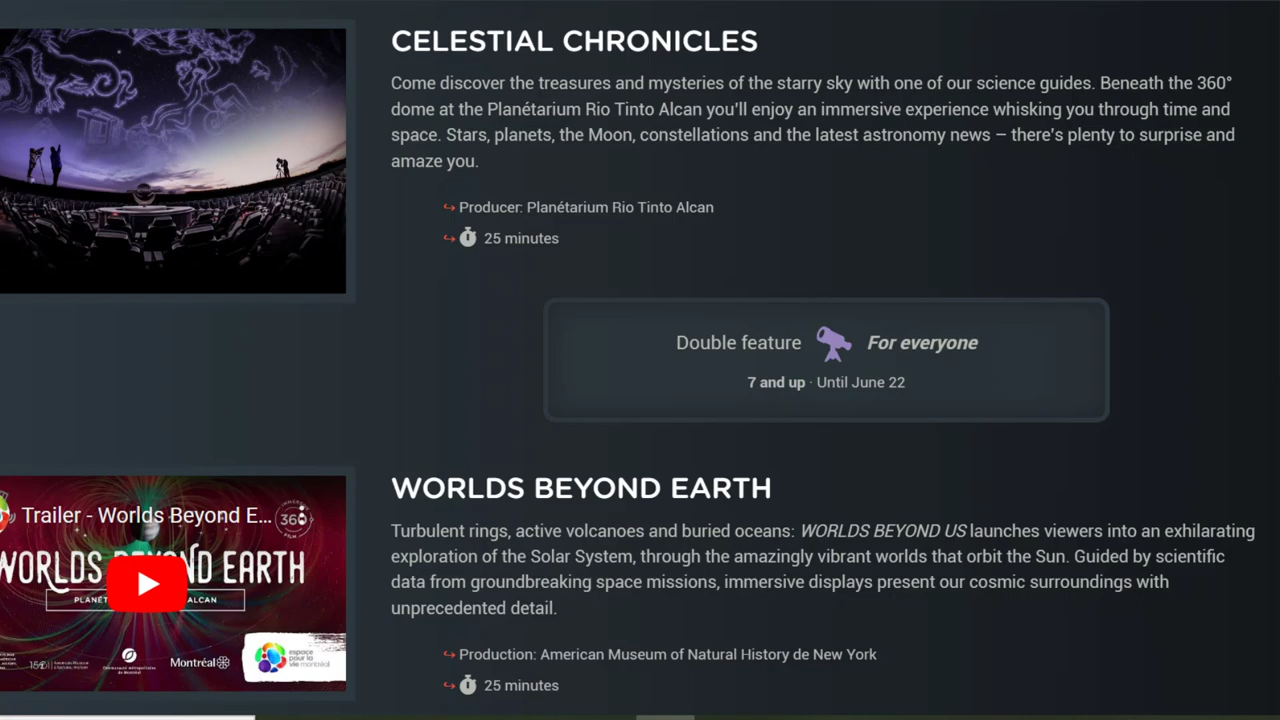 CELESTIAL CHRONICLES
Come discover the treasures and mysteries of the starry sky with one of our science guides. Beneath the 360°
dome at the Planétarium Rio Tinto Alcan you'll enjoy an immersive experience whisking you through time and
space. Stars, planets, the Moon, constellations and the latest astronomy news – there's plenty to surprise and
amaze you.
↪ Producer: Planétarium Rio Tinto Alcan
↪ 25 minutes
Double feature For everyone
7 and up · Until June 22
WORLDS BEYOND EARTH
Turbulent rings, active volcanoes and buried oceans: WORLDS BEYOND US launches viewers into an exhilarating
exploration of the Solar System, through the amazingly vibrant worlds that orbit the Sun. Guided by scientific
data from groundbreaking space missions, immersive displays present our cosmic surroundings with
unprecedented detail.
↪ Production: American Museum of Natural History de New York
↪ 25 minutes
Trailer - Worlds Beyond E...
360
FILM
WORLDS BEYOND EARTH
ALCAN
Montréal
espace
pour la
vie montréal